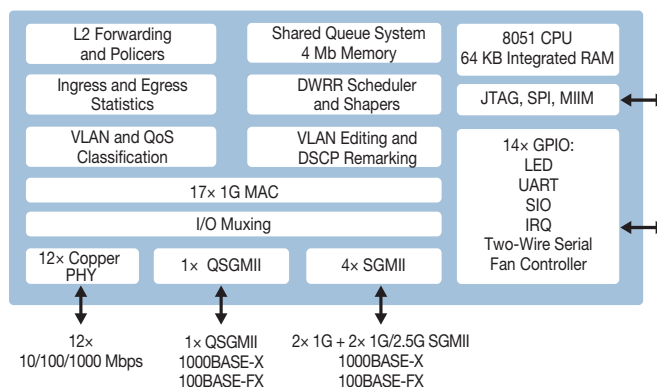 L2 Forwarding
and Policers
Shared Queue System
4 Mb Memory
8051 CPU
64 KB Integrated RAM
Ingress and Egress
Statistics
DWRR Scheduler
and Shapers
JTAG, SPI, MIIM
VLAN and QoS
Classification
VLAN Editing and
DSCP Remarking
14× GPIO:
LED
UART
SIO
IRQ
Two-Wire Serial
Fan Controller
17× 1G MAC
I/O Muxing
12× Copper
PHY
1× QSGMII
4× SGMII
12×
10/100/1000 Mbps
1× QSGMII
1000BASE-X
100BASE-FX
2× 1G + 2× 1G/2.5G SGMII
1000BASE-X
100BASE-FX